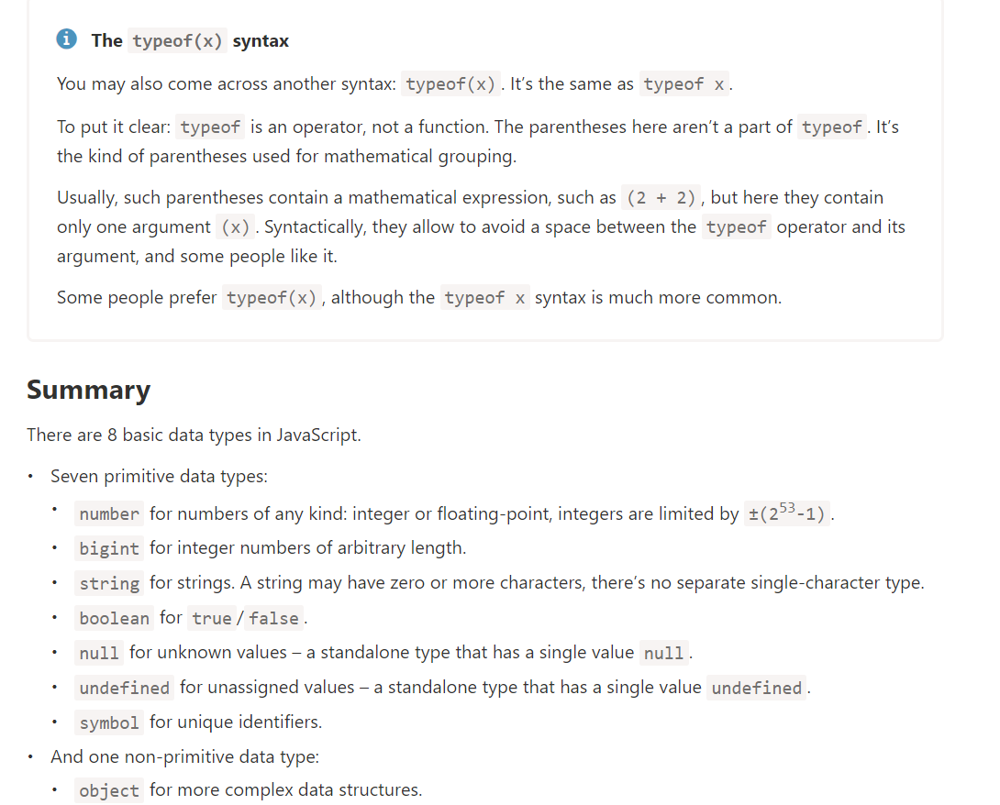 The typeof(x) syntax
You may also come across another syntax: typeof(x). It’s the same as typeof x.
To put it clear: typeof is an operator, not a function. The parentheses here aren’t a part of typeof. It’s
the kind of parentheses used for mathematical grouping.
Usually, such parentheses contain a mathematical expression, such as (2 + 2), but here they contain
only one argument (x). Syntactically, they allow to avoid a space between the typeof operator and its
argument, and some people like it.
Some people prefer typeof(x), although the typeof x syntax is much more common.
Summary
There are 8 basic data types in JavaScript.
• Seven primitive data types:
• number for numbers of any kind: integer or floating-point, integers are limited by ±(2⁵³-1).
• bigint for integer numbers of arbitrary length.
• string for strings. A string may have zero or more characters, there’s no separate single-character type.
• boolean for true/false.
• null for unknown values – a standalone type that has a single value null.
• undefined for unassigned values – a standalone type that has a single value undefined.
• symbol for unique identifiers.
• And one non-primitive data type:
• object for more complex data structures.